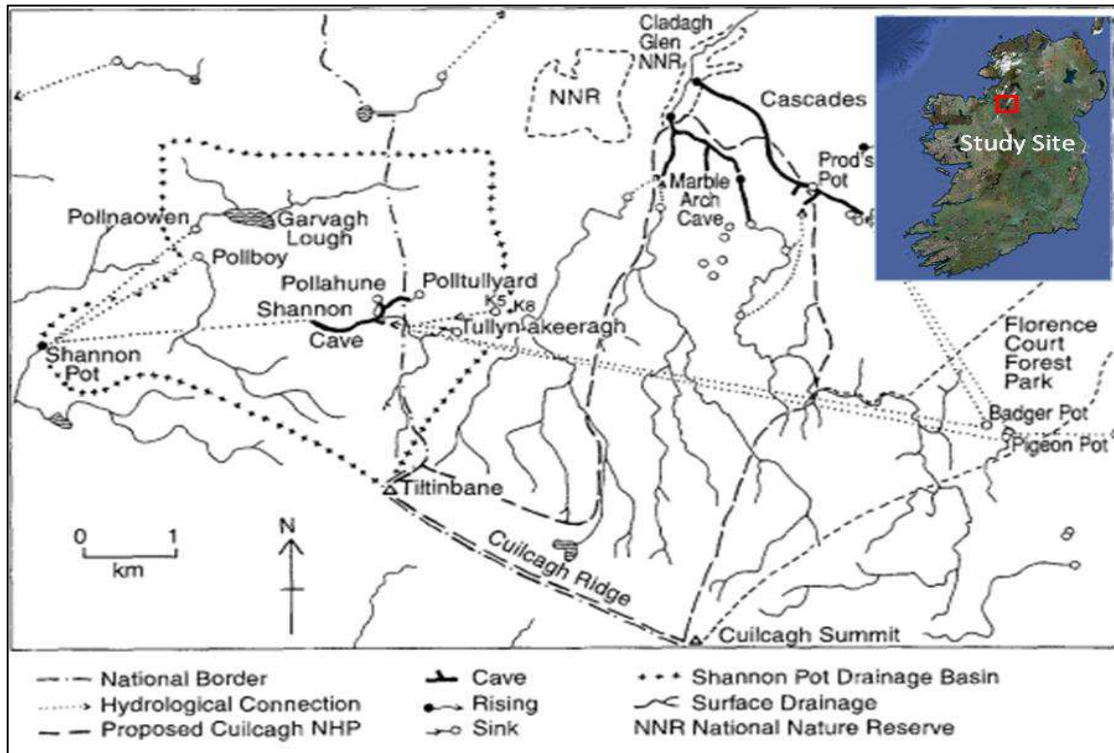 Cladagh
Glen
NNR
NNR
Cascades
Study Site
Prod's
Pot
Marble
Arch
Cave
Pollnaowen
Garvagh
Lough
Pollboy
Pollahune
Polltullyard
K5
K8
Shannon
Cave
Tullyn akeeragh
Shannon
Pot
Florence
Court
Forest
Park
Badger Pot
Pigeon Pot
Tiltinbane
0 1
km
N
Cuilcagh Ridge
Cuilcagh Summit
National Border
Cave
Shannon Pot Drainage Basin
Hydrological Connection
Rising
Surface Drainage
Proposed Cuilcagh NHP
Sink
NNR National Nature Reserve